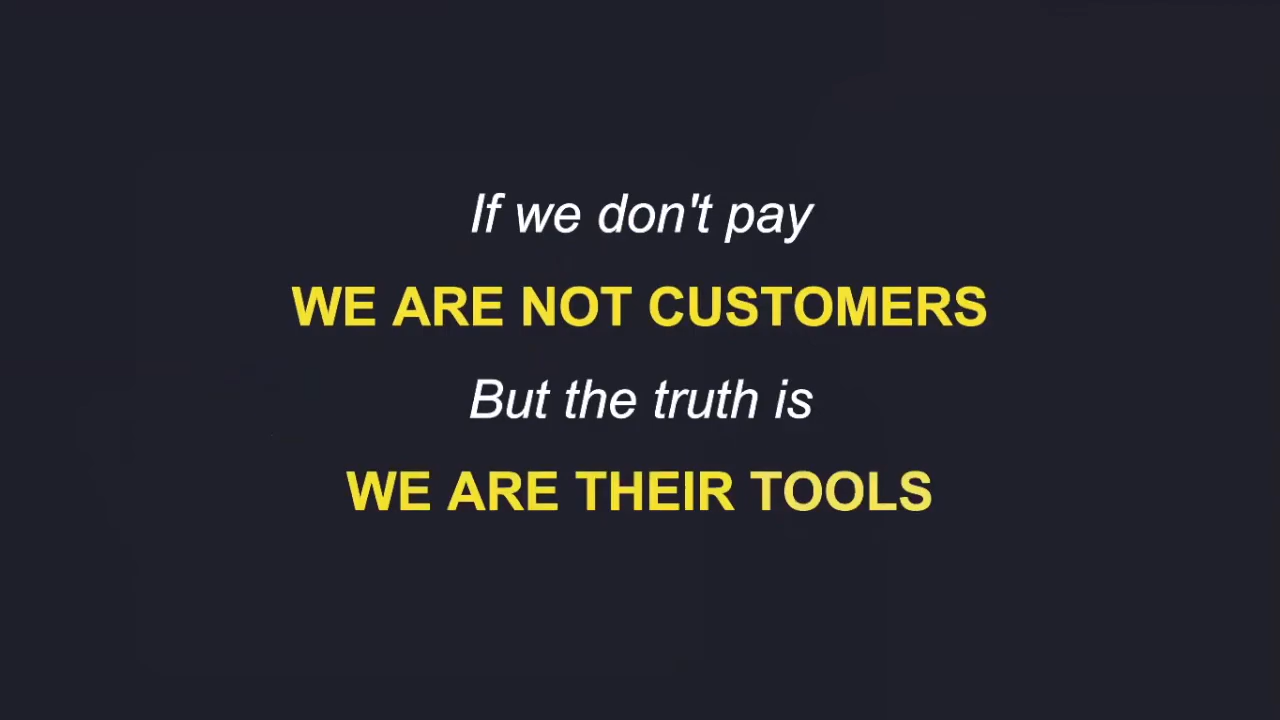 If we don't pay
WE ARE NOT CUSTOMERS
But the truth is
WE ARE THEIR TOOLS